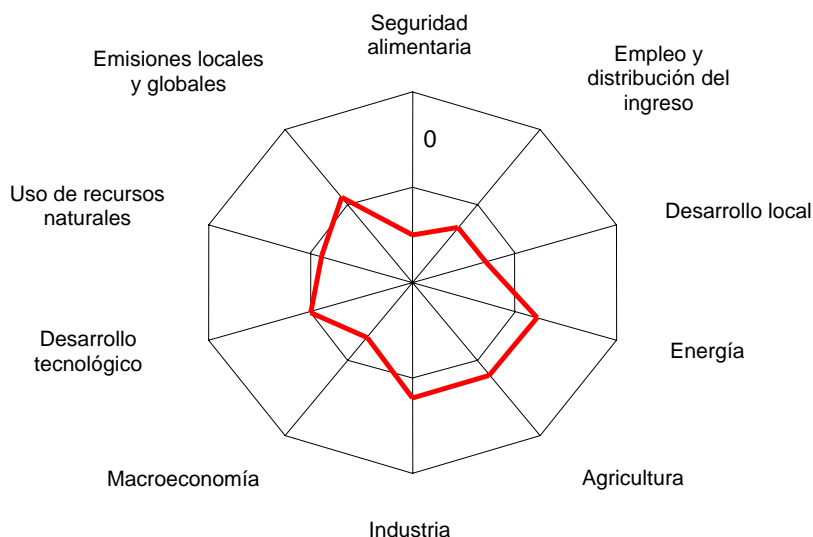 Seguridad
alimentaria
Empleo y
distribución del
ingreso
Desarrollo local
Energía
Agricultura
Industria
Macroeconomía
Desarrollo
tecnológico
Uso de recursos
naturales
Emisiones locales
y globales
0